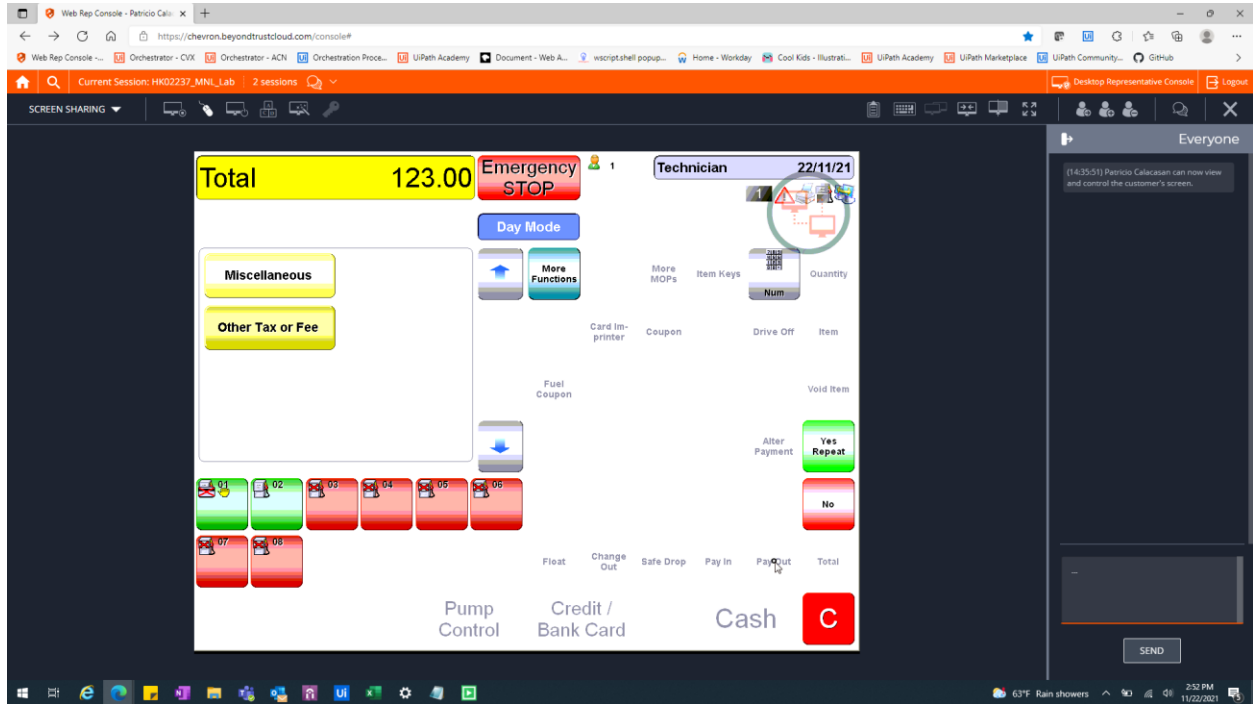 Web Rep Console - Patricio Cala
https://chevron.beyondtrustcloud.com/console#
Web Rep Console -...
Orchestrator - CVX
Orchestrator - ACN
Orchestration Proce...
UiPath Academy
Document - Web A...
wscript.shell popup...
Home - Workday
Cool Kids - Illustrati...
UiPath Academy
UiPath Marketplace
UiPath Community...
GitHub
Current Session: HK02237_MNL_Lab
2 sessions
Desktop Representative Console
Logout
SCREEN SHARING
Everyone
(14:35:51) Patricio Calacasan can now view
and control the customer's screen.
Total 123.00
Emergency
STOP
1
Technician 22/11/21
1
Day Mode
Miscellaneous
Other Tax or Fee
More
Functions
More
MOPs
Item Keys
Num
Quantity
Card Im-
printer
Coupon
Drive Off
Item
Fuel
Coupon
Void Item
Alter
Payment
Yes
Repeat
01
02
03
04
05
06
No
07
08
Float
Change
Out
Safe Drop
Pay In
Pay Out
Total
Pump
Control
Credit /
Bank Card
Cash
C
SEND
63°F Rain showers
2:52 PM
11/22/2021